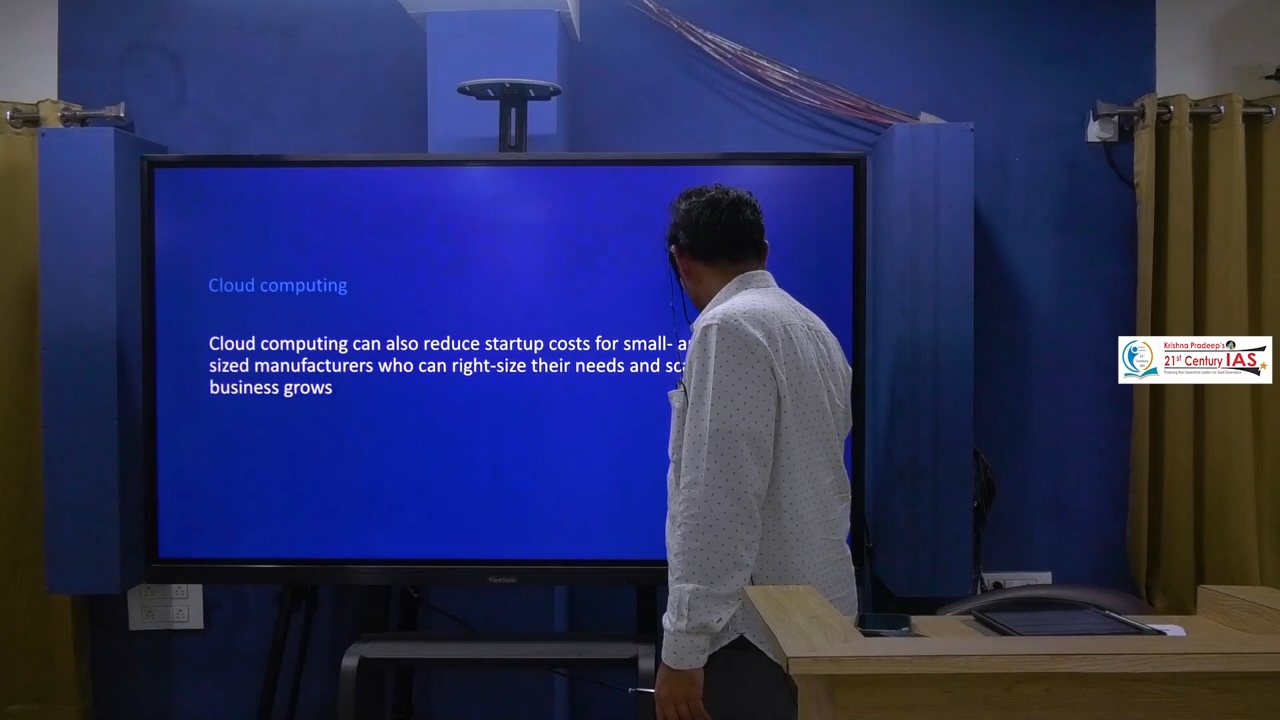 Cloud computing
Cloud computing can also reduce startup costs for small-
sized manufacturers who can right-size their needs and
business grows
ViewSonic
Krishna Pradeep's
21st Century IAS